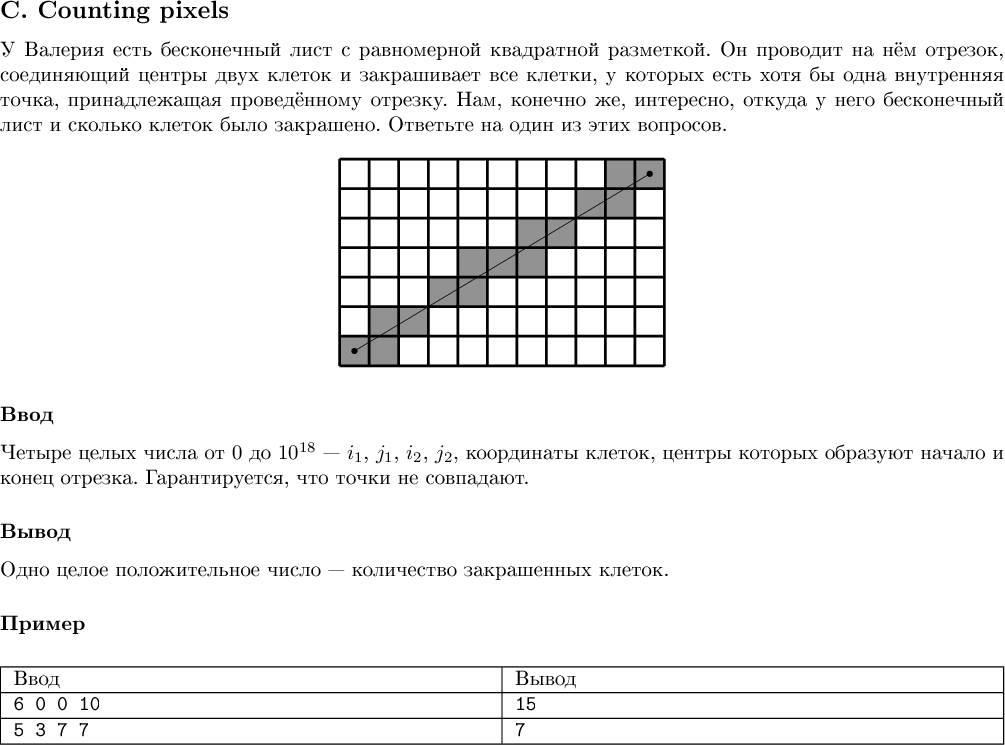 C. Counting pixels
У Валерия есть бесконечный лист с равномерной квадратной разметкой. Он проводит на нём отрезок,
соединяющий центры двух клеток и закрашивает все клетки, у которых есть хотя бы одна внутренняя
точка, принадлежащая проведённому отрезку. Нам, конечно же, интересно, откуда у него бесконечный
лист и сколько клеток было закрашено. Ответьте на один из этих вопросов.
Ввод
Четыре целых числа от 0 до 10^18 — i_1, j_1, i_2, j_2, координаты клеток, центры которых образуют начало и
конец отрезка. Гарантируется, что точки не совпадают.
Вывод
Одно целое положительное число — количество закрашенных клеток.
Пример
Ввод Вывод
6 0 0 10 15
5 3 7 7 7